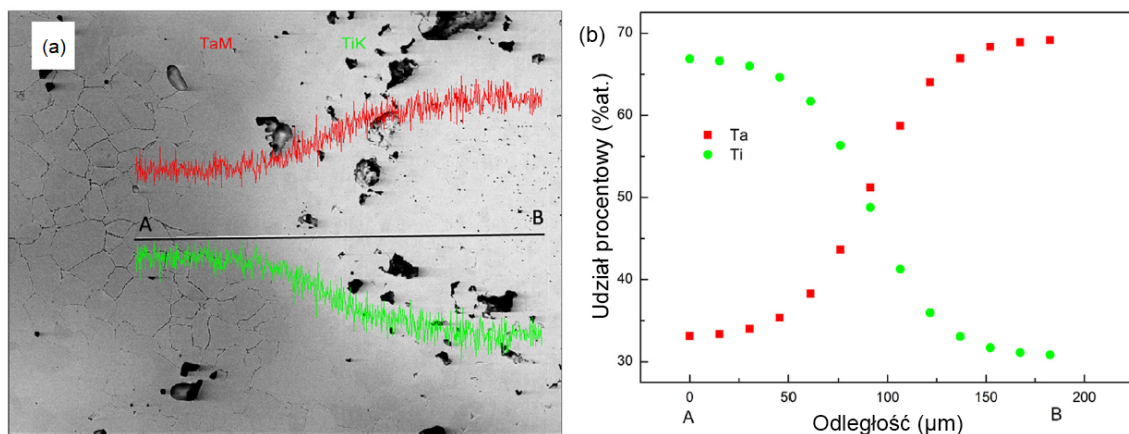 (a)
TaM
TiK
A
B
(b)
Udział procentowy (%at.)
70
60
50
40
30
Ta
Ti
0
50
100
150
200
A
B
Odległość (µm)